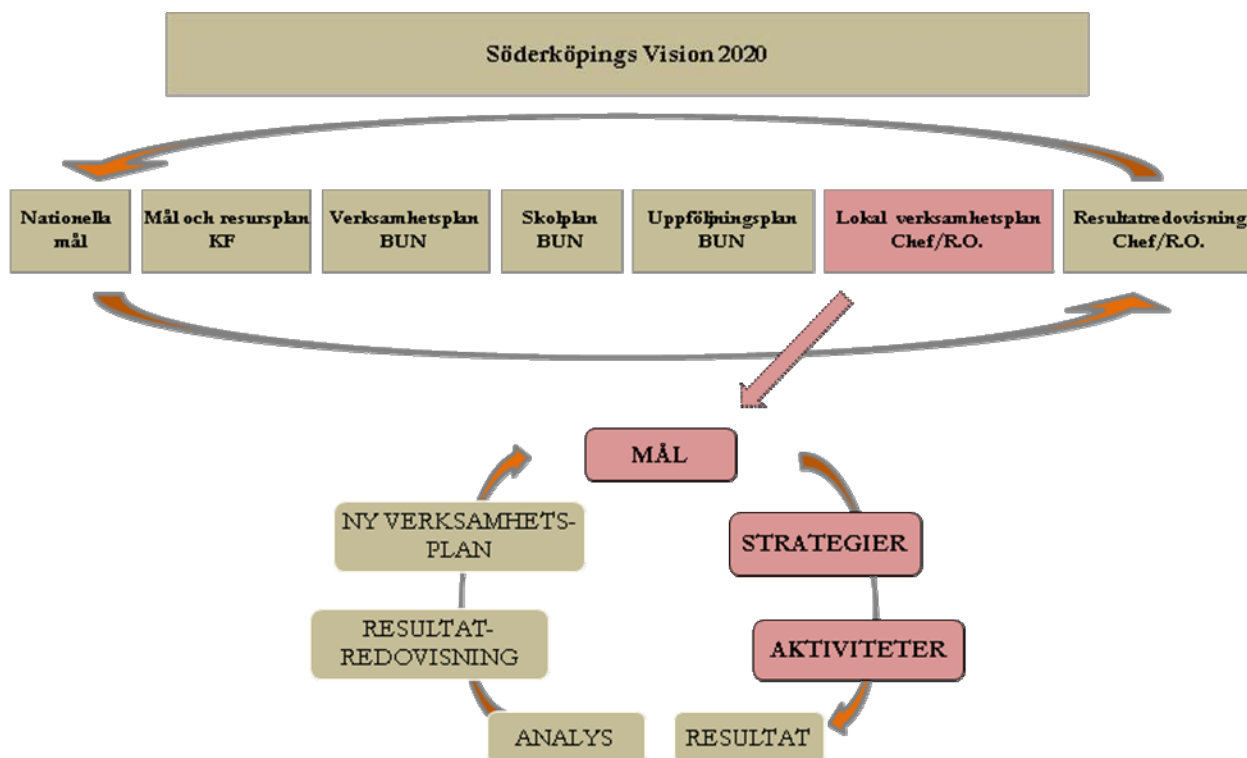 Söderköpings Vision 2020
Nationella
mål
Mål och resursplan
KF
Verksamhetsplan
BUN
Skolplan
BUN
Uppföljningsplan
BUN
Lokal verksamhetsplan
Chef/R.O.
Resultatredovisning
Chef/R.O.
MÅL
NY VERKSAMHETS-
PLAN
STRATEGIER
RESULTAT-
REDOVISNING
AKTIVITETER
ANALYS
RESULTAT